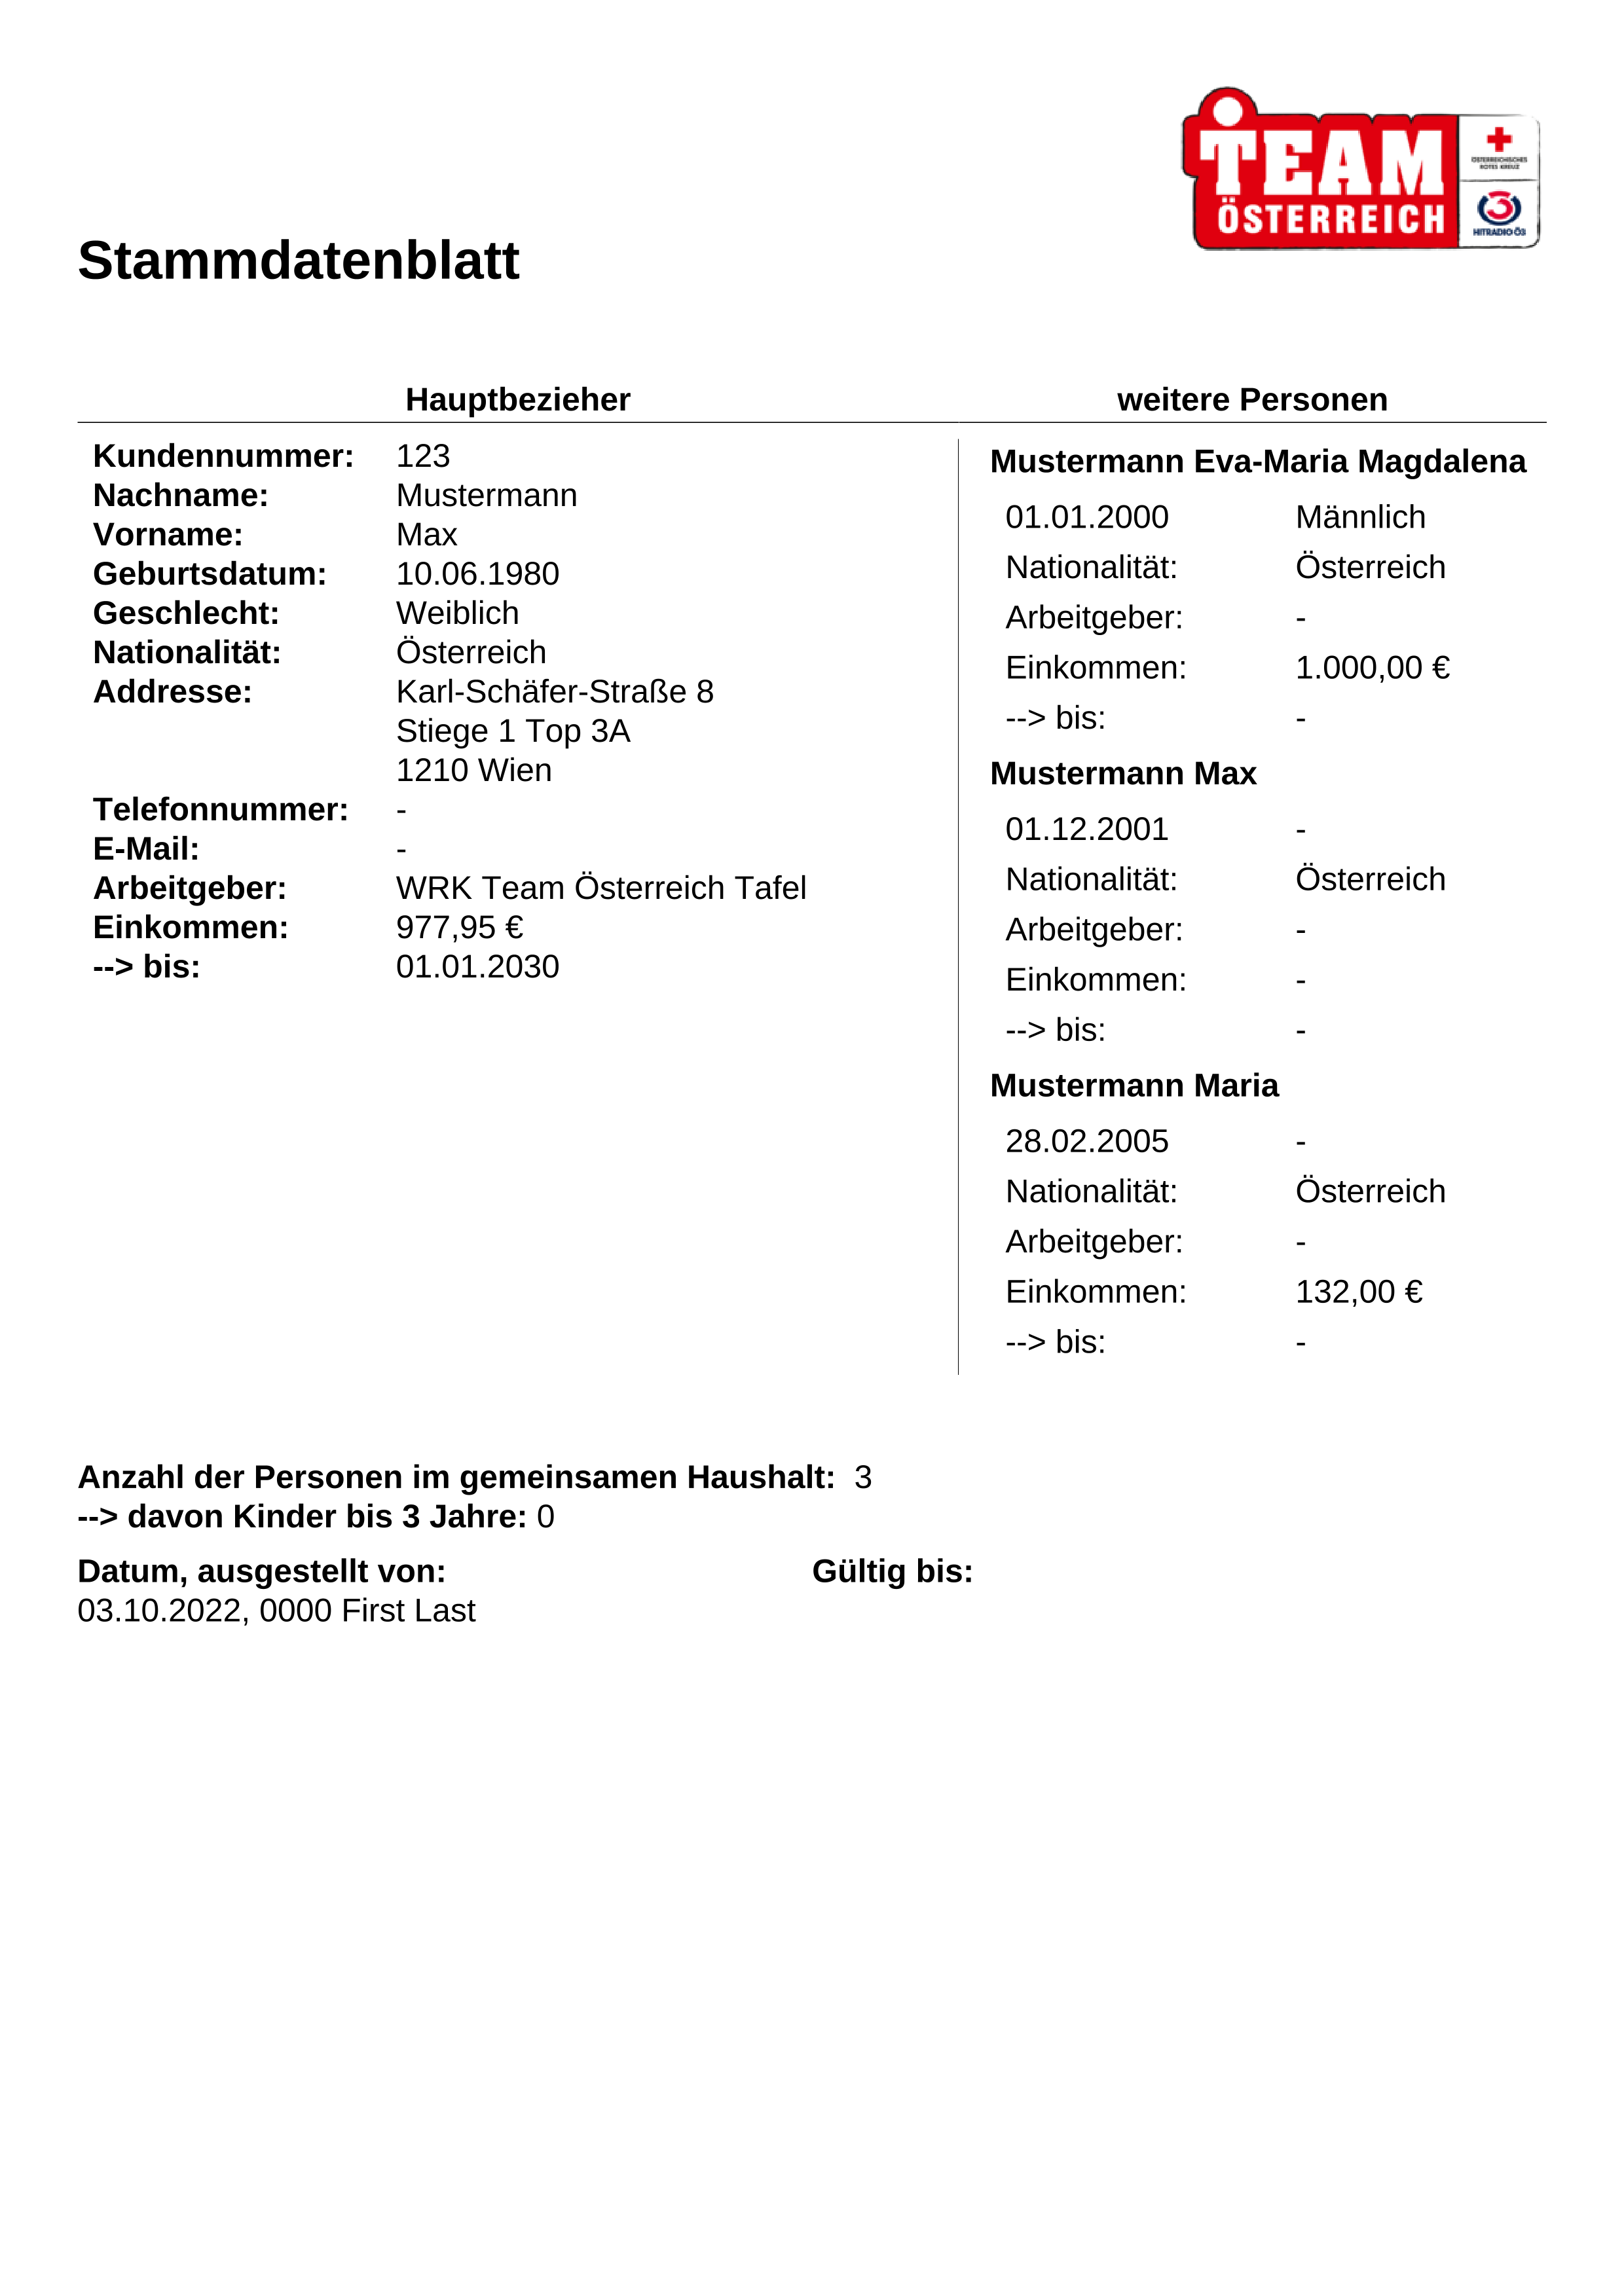 TEAM
ÖSTERREICH
ÖSTERREICHISCHES
ROTES KREUZ
3
HITRADIO Ö3
Stammdatenblatt
Hauptbezieher
Kundennummer: 123
Nachname: Mustermann
Vorname: Max
Geburtsdatum: 10.06.1980
Geschlecht: Weiblich
Nationalität: Österreich
Addresse: Karl-Schäfer-Straße 8
Stiege 1 Top 3A
1210 Wien
Telefonnummer: -
E-Mail: -
Arbeitgeber: WRK Team Österreich Tafel
Einkommen: 977,95 €
--> bis: 01.01.2030
weitere Personen
Mustermann Eva-Maria Magdalena
01.01.2000 Männlich
Nationalität: Österreich
Arbeitgeber: -
Einkommen: 1.000,00 €
--> bis: -
Mustermann Max
01.12.2001 -
Nationalität: Österreich
Arbeitgeber: -
Einkommen: -
--> bis: -
Mustermann Maria
28.02.2005 -
Nationalität: Österreich
Arbeitgeber: -
Einkommen: 132,00 €
--> bis: -
Anzahl der Personen im gemeinsamen Haushalt: 3
--> davon Kinder bis 3 Jahre: 0
Datum, ausgestellt von: Gültig bis:
03.10.2022, 0000 First Last